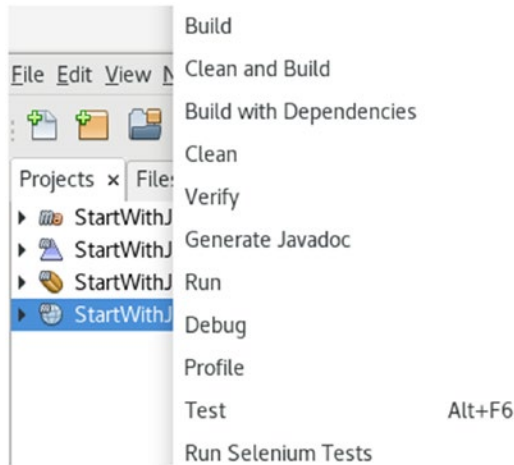 File Edit View N
Projects x Files
StartWithJ
StartWithJ
StartWithJ
StartWithJ
Build
Clean and Build
Build with Dependencies
Clean
Verify
Generate Javadoc
Run
Debug
Profile
Test Alt+F6
Run Selenium Tests